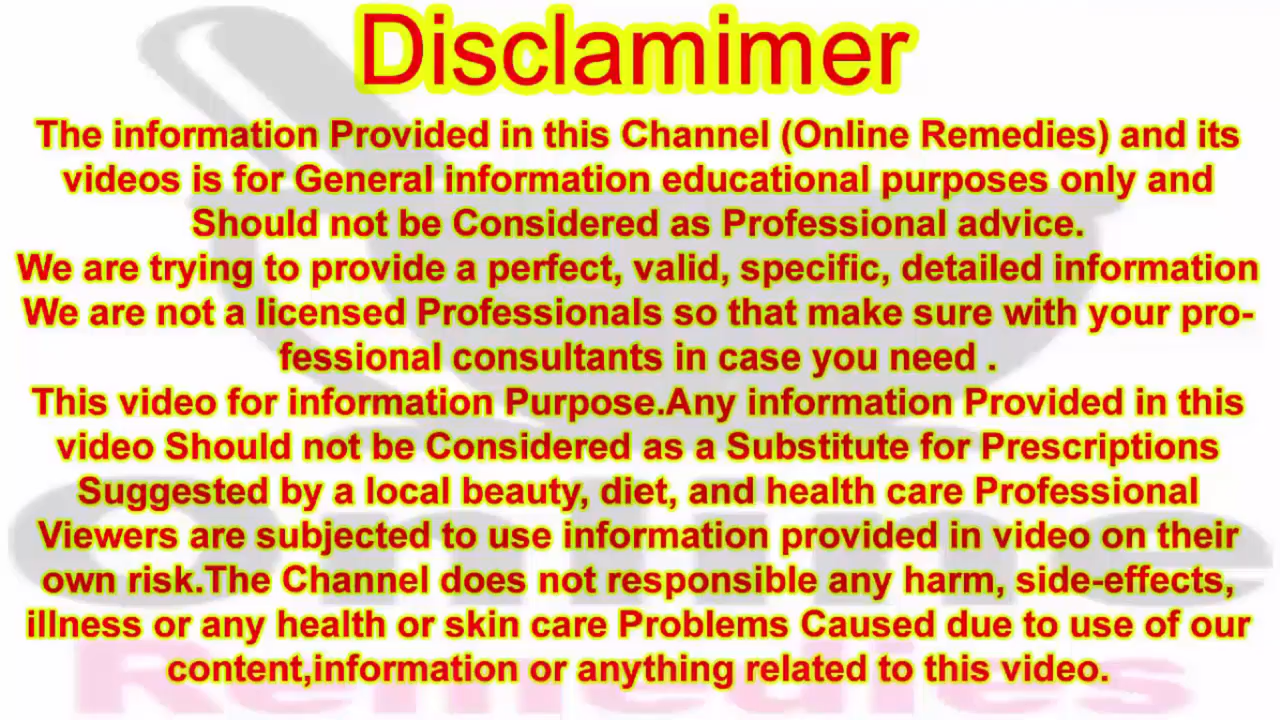 Disclamimer
The information Provided in this Channel (Online Remedies) and its
videos is for General information educational purposes only and
Should not be Considered as Professional advice.
We are trying to provide a perfect, valid, specific, detailed information
We are not a licensed Professionals so that make sure with your pro-
fessional consultants in case you need .
This video for information Purpose.Any information Provided in this
video Should not be Considered as a Substitute for Prescriptions
Suggested by a local beauty, diet, and health care Professional
Viewers are subjected to use information provided in video on their
own risk.The Channel does not responsible any harm, side-effects,
illness or any health or skin care Problems Caused due to use of our
content,information or anything related to this video.
Online
Remedies